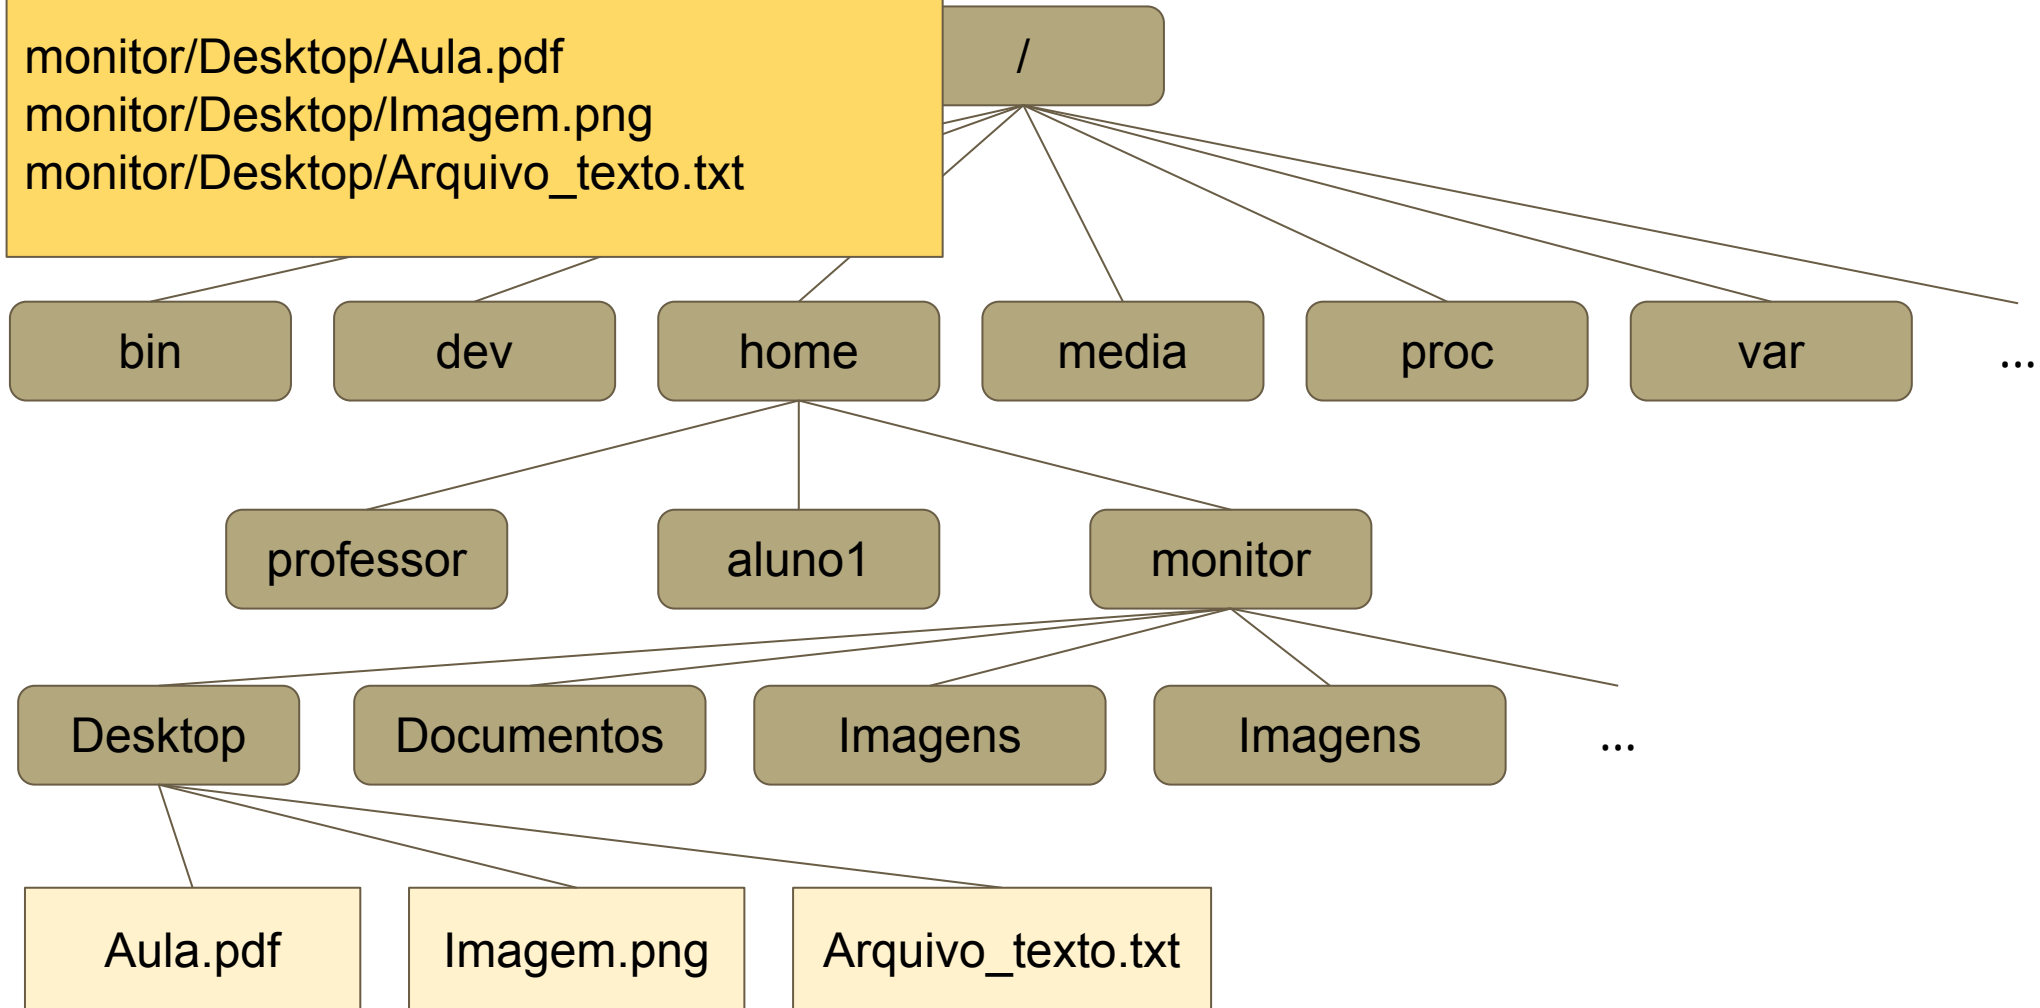 monitor/Desktop/Aula.pdf
monitor/Desktop/Imagem.png
monitor/Desktop/Arquivo_texto.txt
/
bin
dev
home
media
proc
var
...
professor
aluno1
monitor
Desktop
Documentos
Imagens
Imagens
...
Aula.pdf
Imagem.png
Arquivo_texto.txt